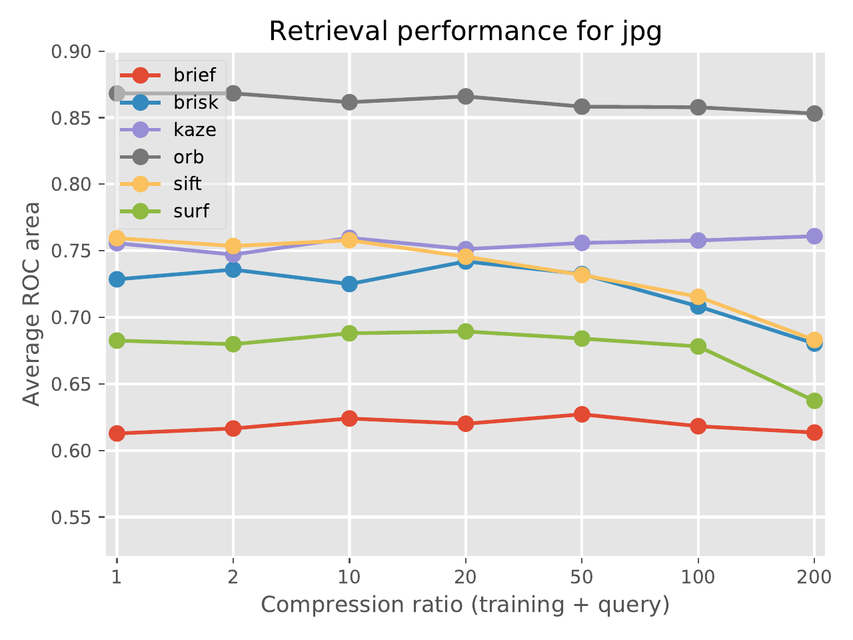 Retrieval performance for jpg
0.90
0.85
0.80
0.75
0.70
0.65
0.60
0.55
Average ROC area
brief
brisk
kaze
orb
sift
surf
1 2 10 20 50 100 200
Compression ratio (training + query)